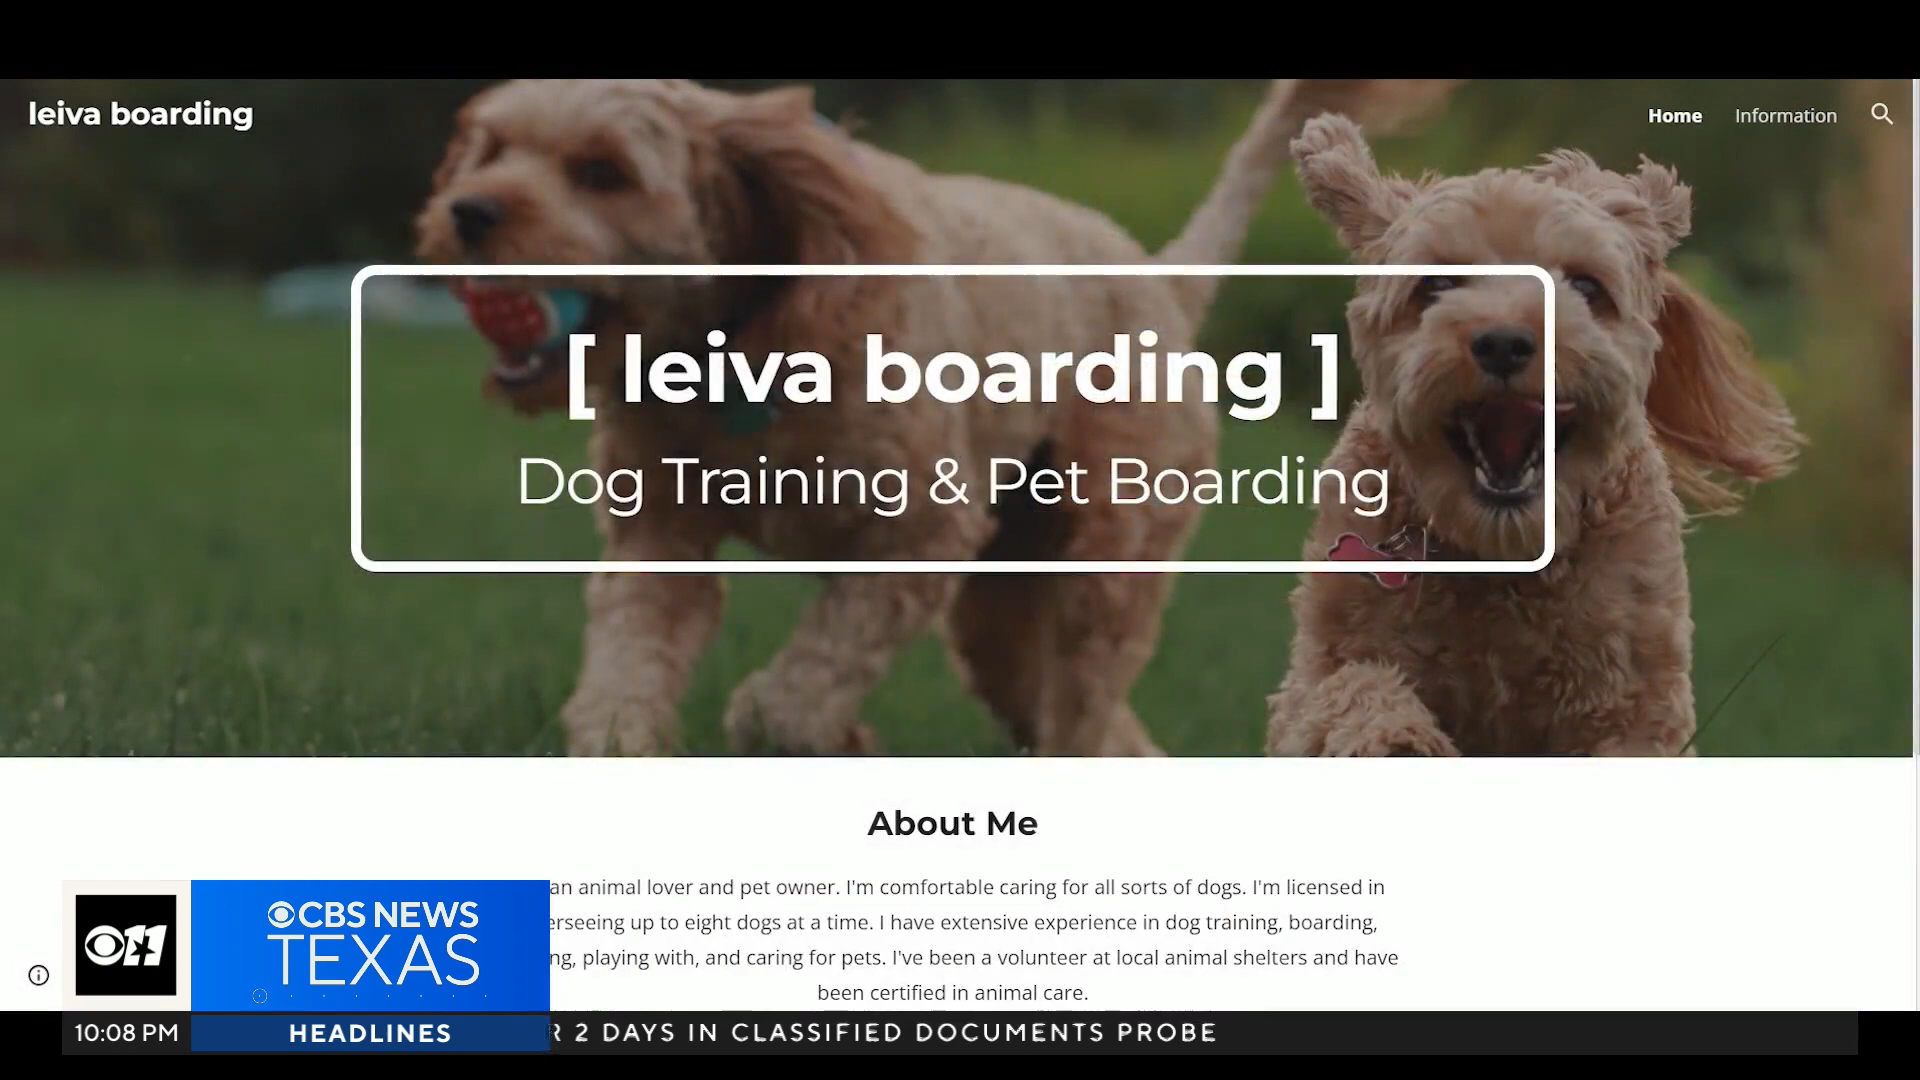 leiva boarding
Home
Information
[ leiva boarding ]
Dog Training & Pet Boarding
About Me
an animal lover and pet owner. I'm comfortable caring for all sorts of dogs. I'm licensed in
erseeing up to eight dogs at a time. I have extensive experience in dog training, boarding,
ng, playing with, and caring for pets. I've been a volunteer at local animal shelters and have
been certified in animal care.
11
CBS NEWS
TEXAS
10:08 PM
HEADLINES
R 2 DAYS IN CLASSIFIED DOCUMENTS PROBE